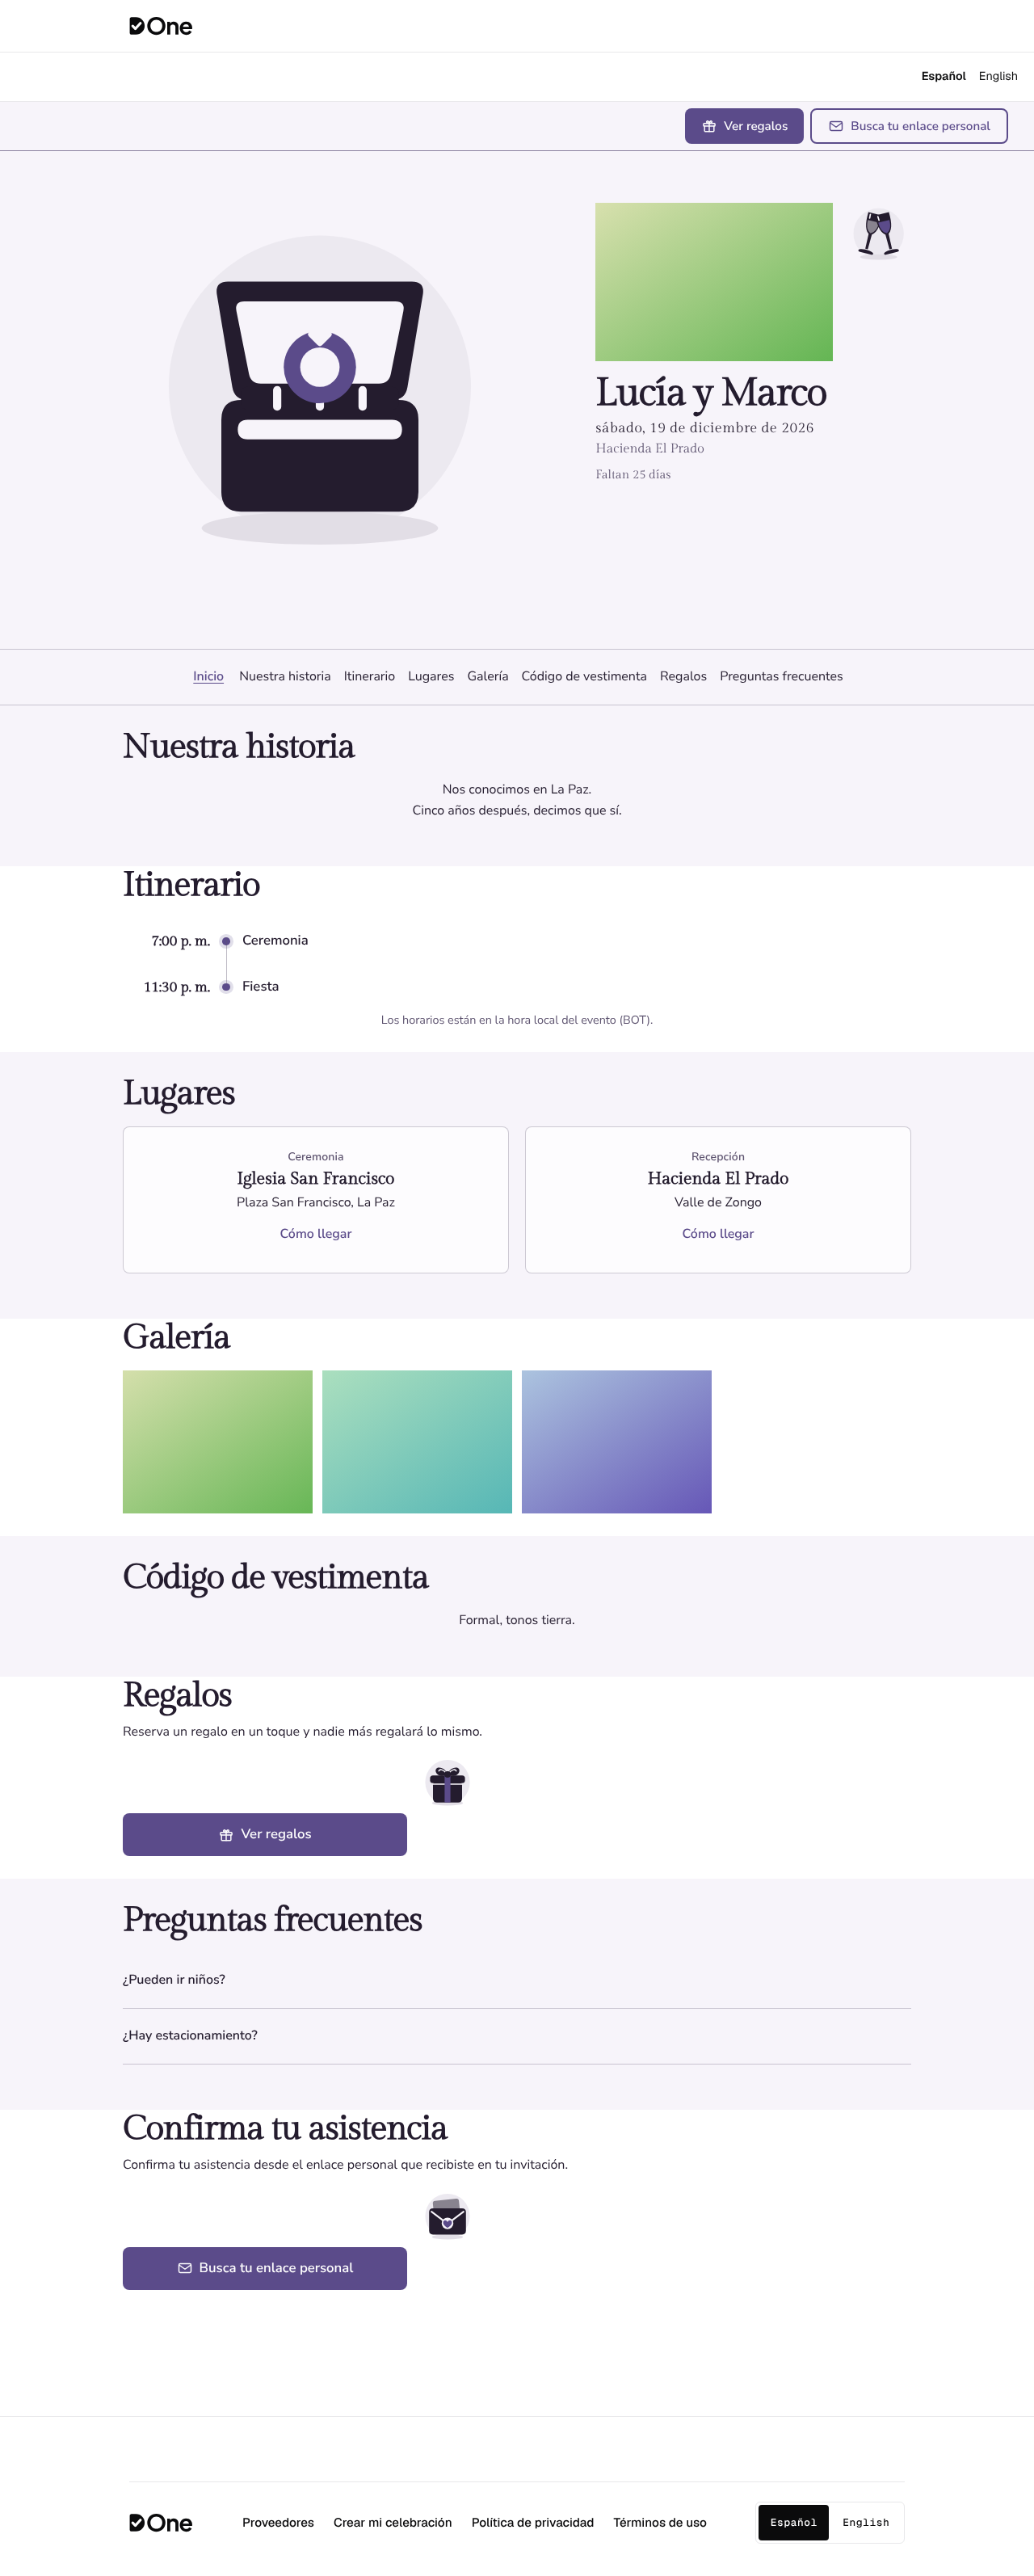 DOne
Español English
Ver regalos Busca tu enlace personal
Lucía y Marco
sábado, 19 de diciembre de 2026
Hacienda El Prado
Faltan 25 días
Inicio Nuestra historia Itinerario Lugares Galería Código de vestimenta Regalos Preguntas frecuentes
Nuestra historia
Nos conocimos en La Paz.
Cinco años después, decimos que sí.
Itinerario
7:00 p. m. Ceremonia
11:30 p. m. Fiesta
Los horarios están en la hora local del evento (BOT).
Lugares
Ceremonia
Iglesia San Francisco
Plaza San Francisco, La Paz
Cómo llegar
Recepción
Hacienda El Prado
Valle de Zongo
Cómo llegar
Galería
Código de vestimenta
Formal, tonos tierra.
Regalos
Reserva un regalo en un toque y nadie más regalará lo mismo.
Ver regalos
Preguntas frecuentes
¿Pueden ir niños?
¿Hay estacionamiento?
Confirma tu asistencia
Confirma tu asistencia desde el enlace personal que recibiste en tu invitación.
Busca tu enlace personal
DOne Proveedores Crear mi celebración Política de privacidad Términos de uso Español English